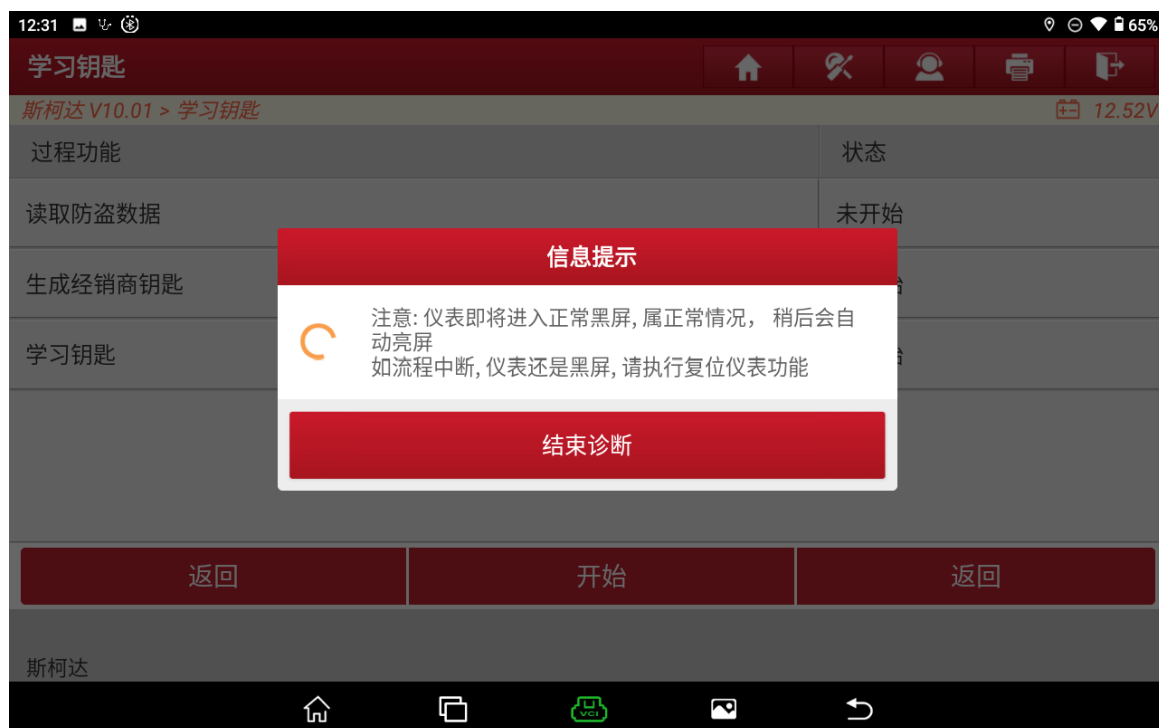 12:31
65%
学习钥匙
斯柯达 V10.01 > 学习钥匙
12.52V
过程功能
状态
读取防盗数据
未开始
生成经销商钥匙
学习钥匙
信息提示
注意: 仪表即将进入正常黑屏, 属正常情况， 稍后会自
动亮屏
如流程中断, 仪表还是黑屏, 请执行复位仪表功能
结束诊断
返回
开始
返回
斯柯达
VCI